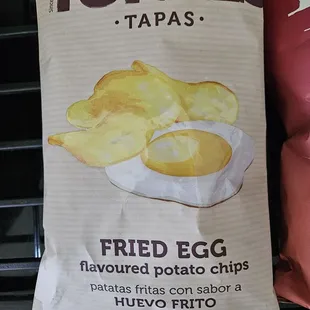 · TAPAS ·
FRIED EGG
flavoured potato chips
patatas fritas con sabor a
HUEVO FRITO